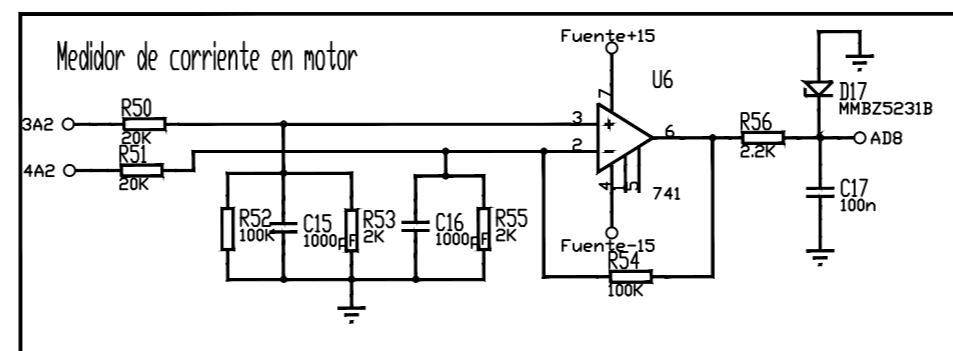 Medidor de corriente en motor
Fuente+15
U6
D17
MMBZ5231B
3A2
R50
20K
3
7
+
6
R56
2.2K
AD8
4A2
R51
20K
2
-
4
1
5
741
C17
100n
R52
100K
C15
1000pF
R53
2K
C16
1000pF
R55
2K
Fuente-15
R54
100K